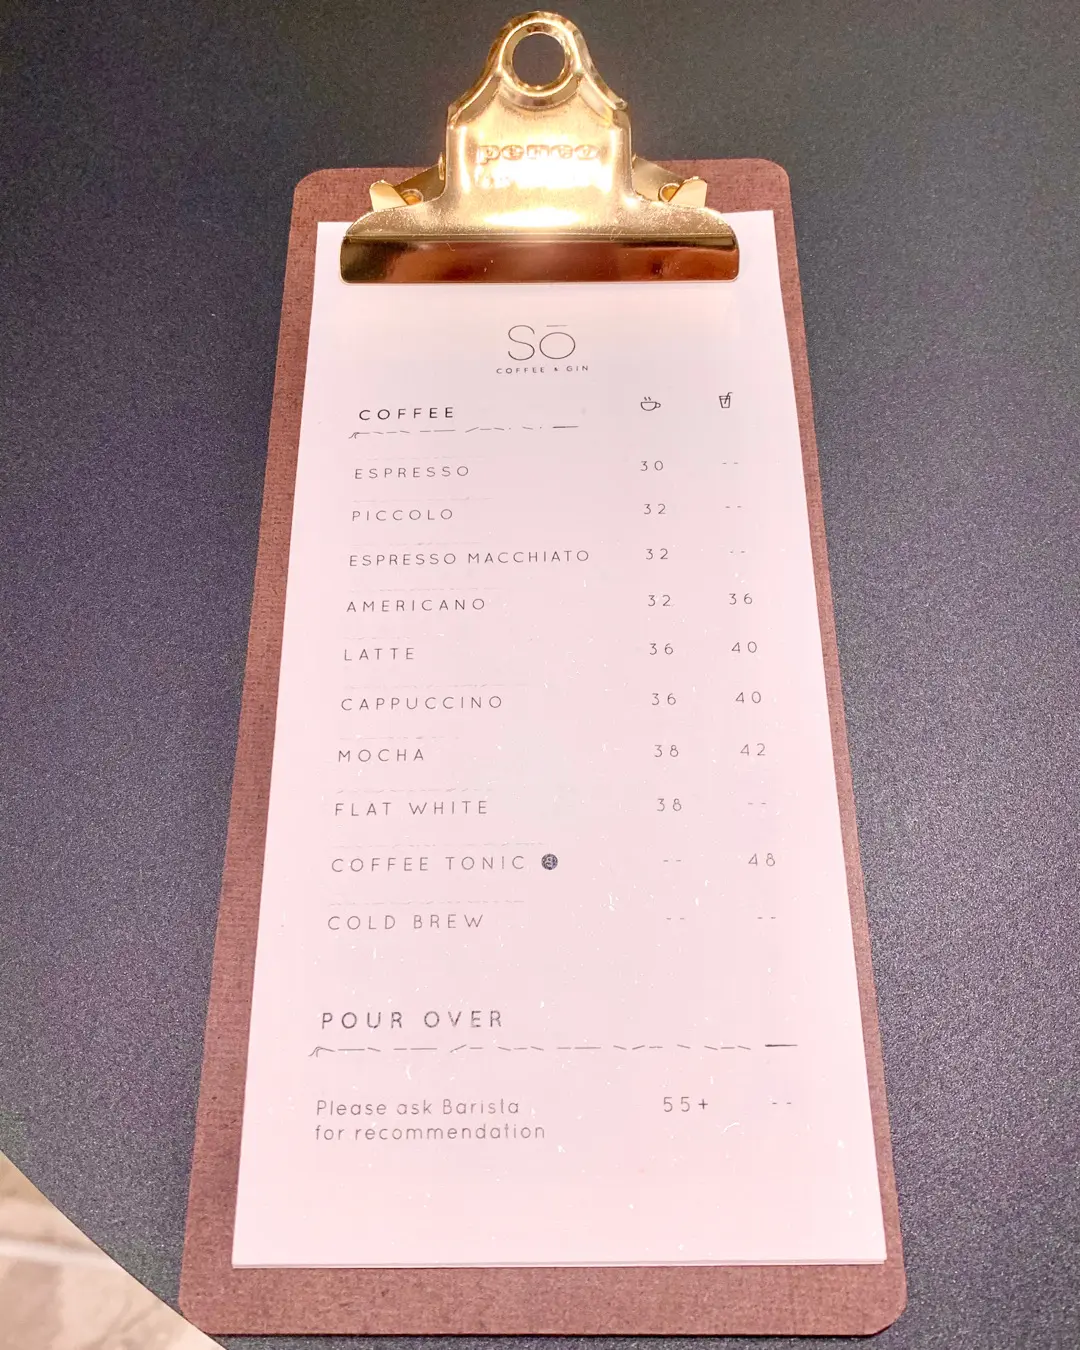 penco
Sō
COFFEE & GIN
COFFEE
ESPRESSO 30 --
PICCOLO 32 --
ESPRESSO MACCHIATO 32 --
AMERICANO 32 36
LATTE 36 40
CAPPUCCINO 36 40
MOCHA 38 42
FLAT WHITE 38 --
COFFEE TONIC -- 48
COLD BREW -- --
POUR OVER
Please ask Barista 55+ --
for recommendation